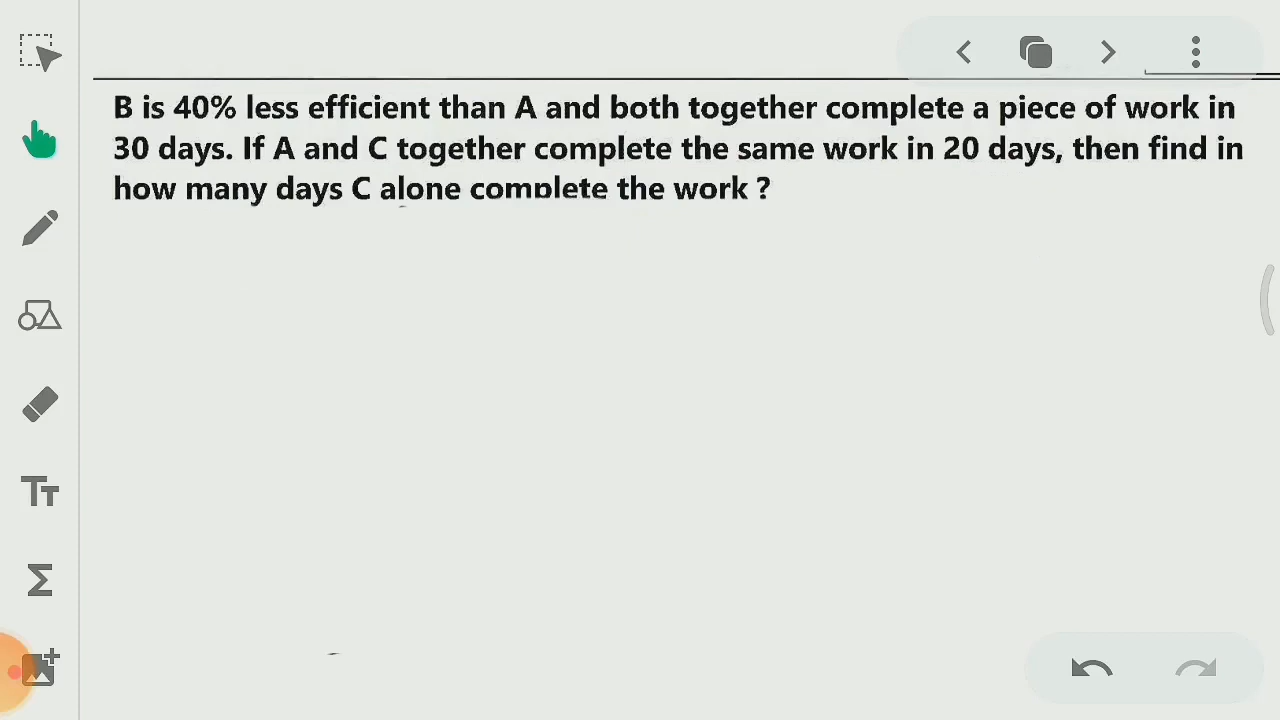 B is 40% less efficient than A and both together complete a piece of work in
30 days. If A and C together complete the same work in 20 days, then find in
how many days C alone complete the work ?